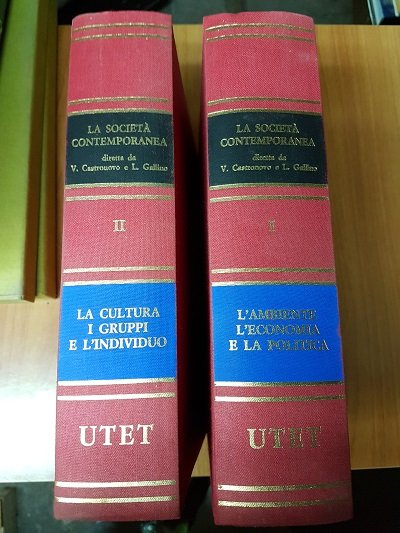 LA SOCIETÀ
CONTEMPORANEA
diretta da
V. Castronovo e L. Gallino
II
LA CULTURA
I GRUPPI
E L'INDIVIDUO
UTET
LA SOCIETÀ
CONTEMPORANEA
diretta da
V. Castronovo e L. Gallino
I
L'AMBIENTE
L'ECONOMIA
E LA POLITICA
UTET